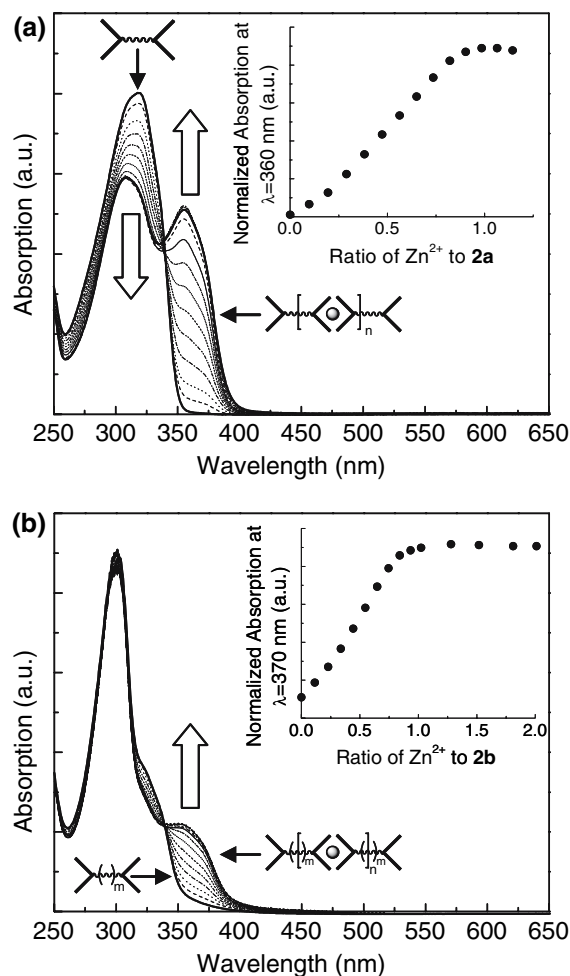 (a)
Absorption (a.u.)
n
Normalized Absorption at
λ=360 nm (a.u.)
0.0 0.5 1.0
Ratio of Zn²⁺ to 2a
250 300 350 400 450 500 550 600 650
Wavelength (nm)
(b)
Absorption (a.u.)
m
m n m
Normalized Absorption at
λ=370 nm (a.u.)
0.0 0.5 1.0 1.5 2.0
Ratio of Zn²⁺ to 2b
250 300 350 400 450 500 550 600 650
Wavelength (nm)